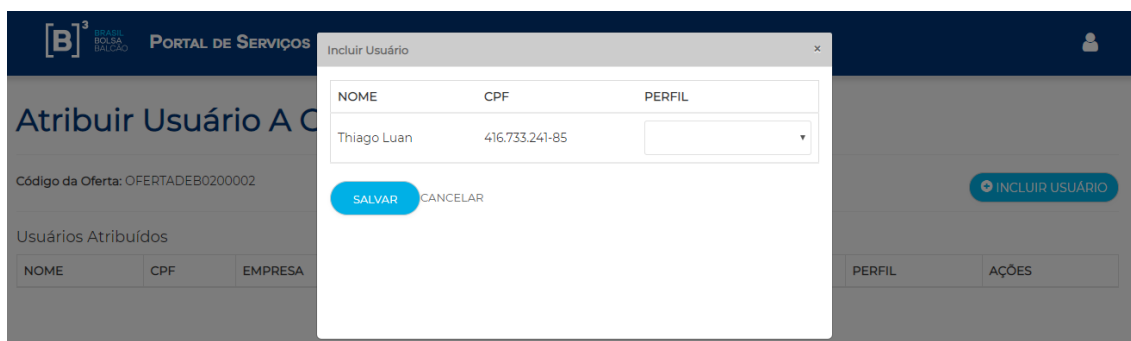 [B]³ BRASIL
BOLSA
BALCÃO
PORTAL DE SERVIÇOS
Incluir Usuário
×
NOME CPF PERFIL
Thiago Luan 416.733.241-85
SALVAR CANCELAR
Atribuir Usuário A O
Código da Oferta: OFERTADEB0200002
INCLUIR USUÁRIO
Usuários Atribuídos
NOME CPF EMPRESA PERFIL AÇÕES